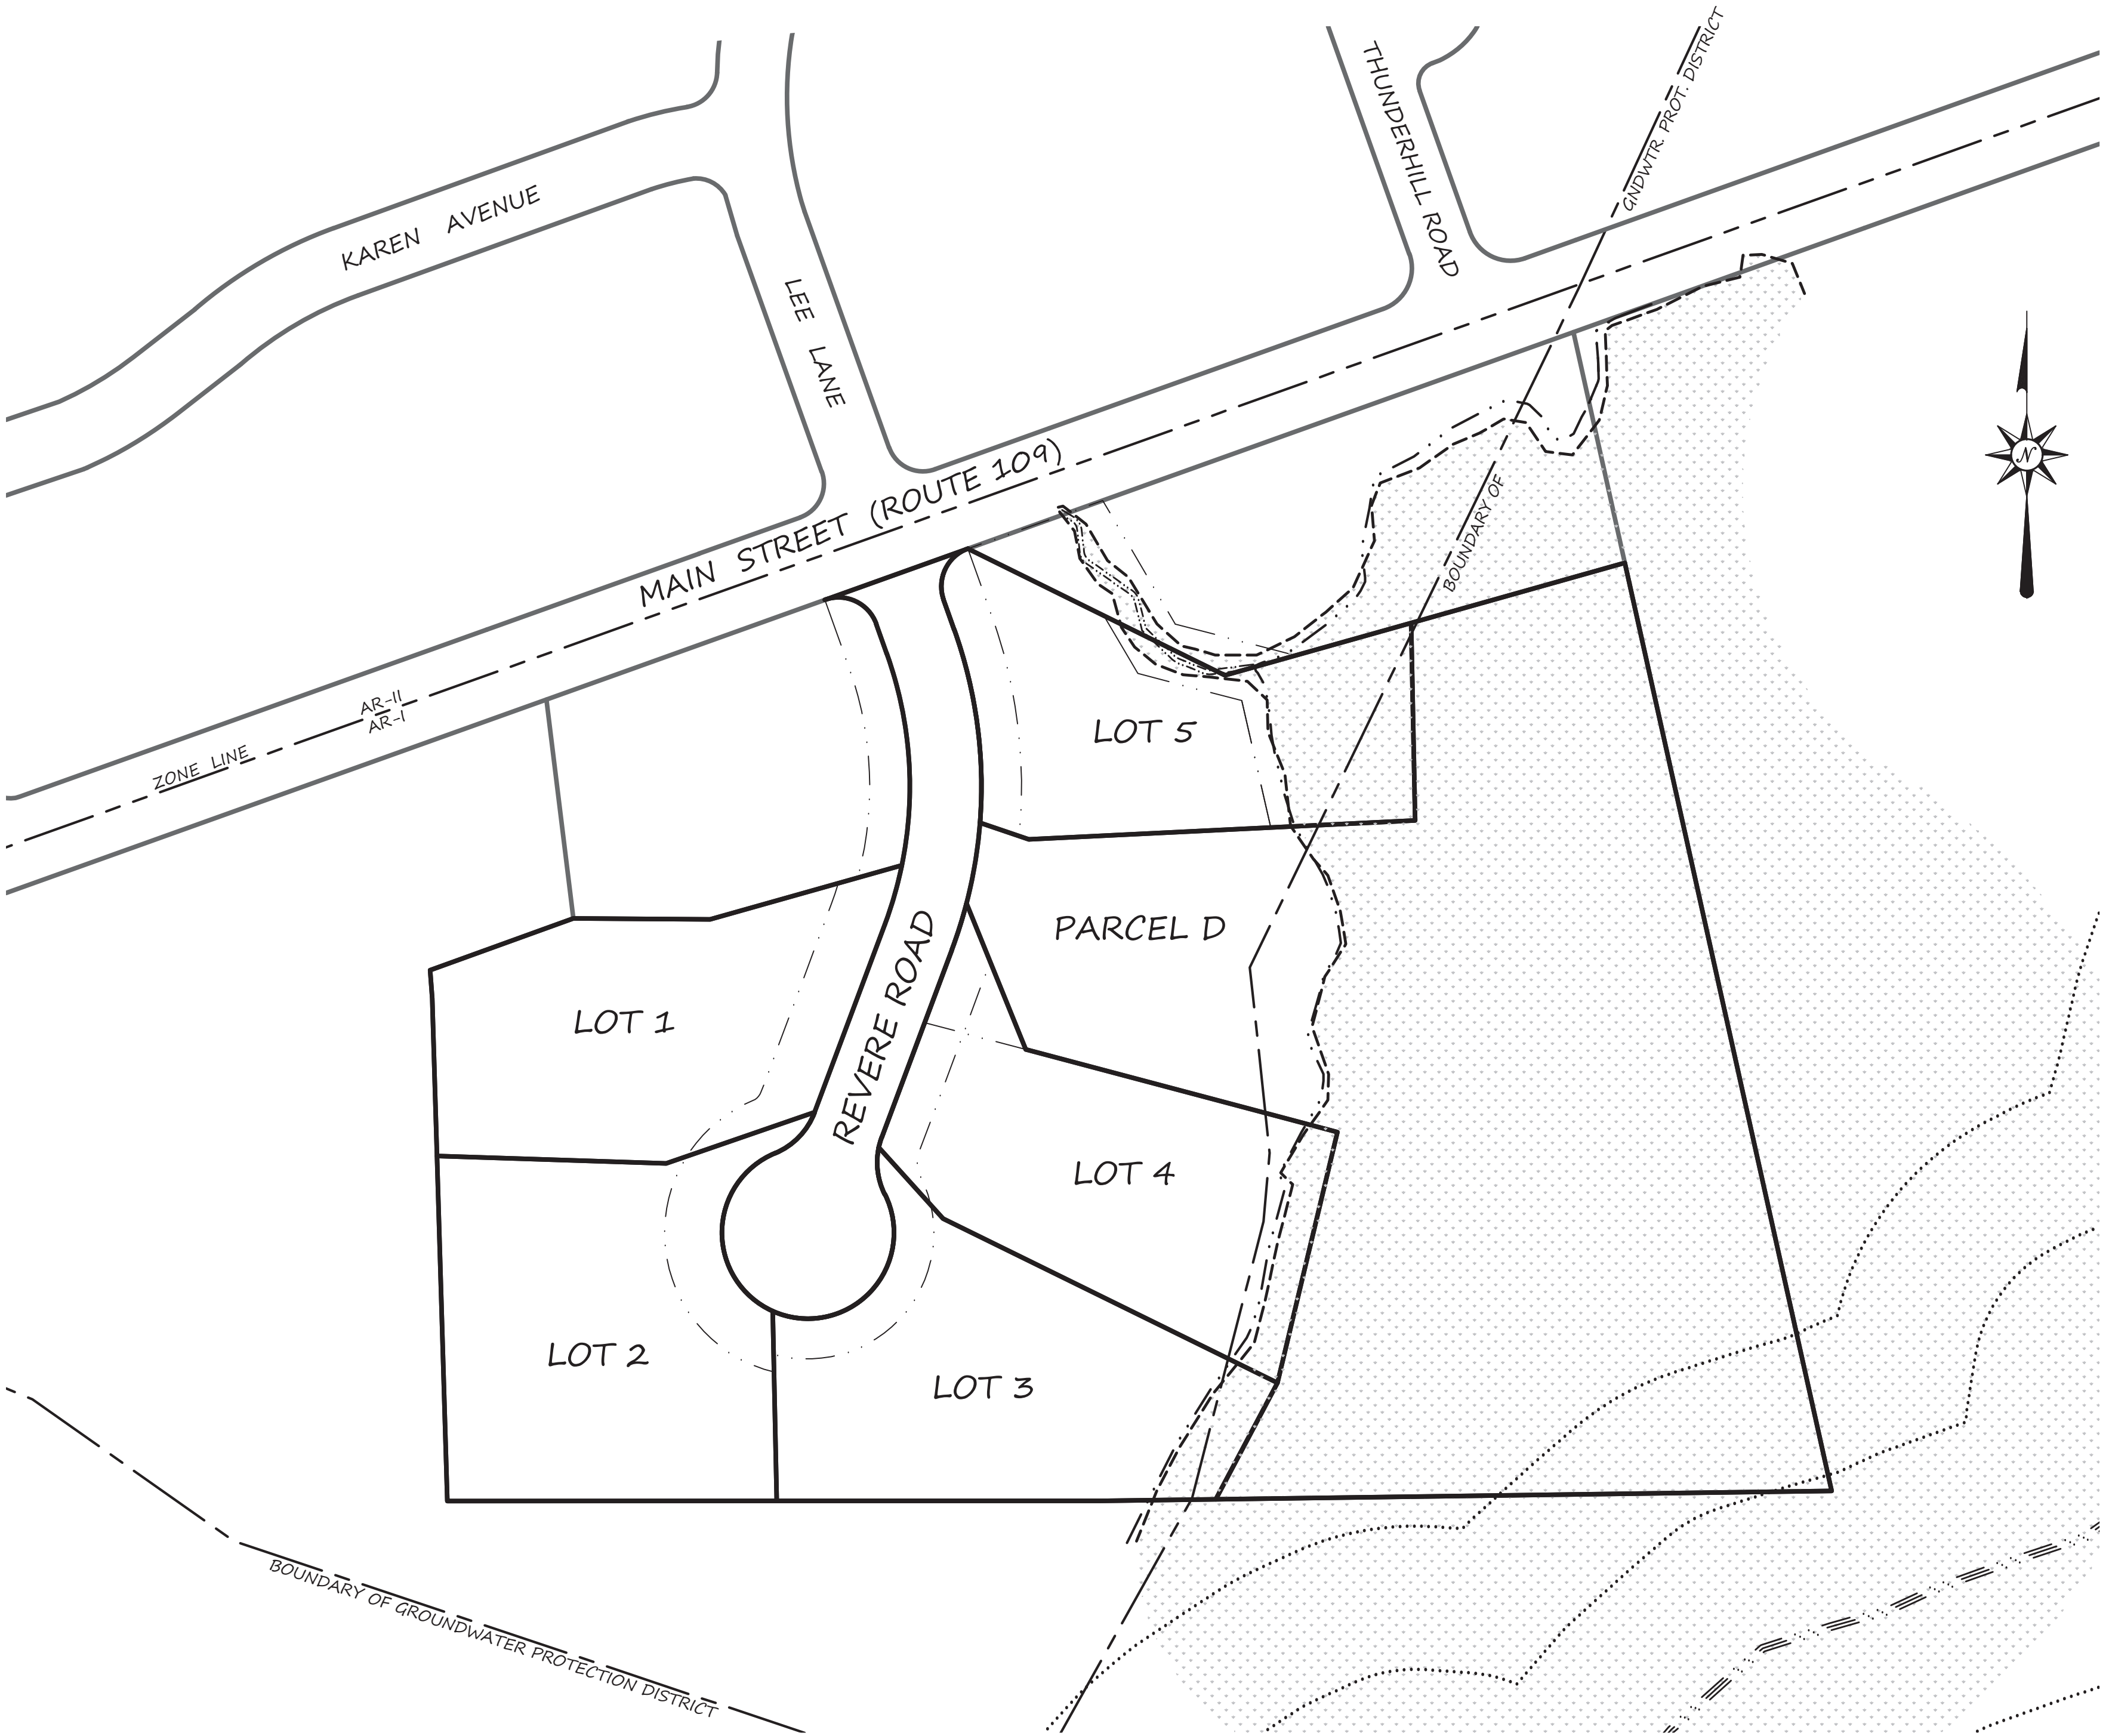 THUNDERHILL ROAD
GNDWTR. PROT. DISTRICT
KAREN AVENUE
LEE LANE
MAIN STREET (ROUTE 109)
N
BOUNDARY OF
AR-II
AR-I
ZONE LINE
LOT 5
PARCEL D
REVERE ROAD
LOT 1
LOT 4
LOT 2
LOT 3
BOUNDARY OF GROUNDWATER PROTECTION DISTRICT